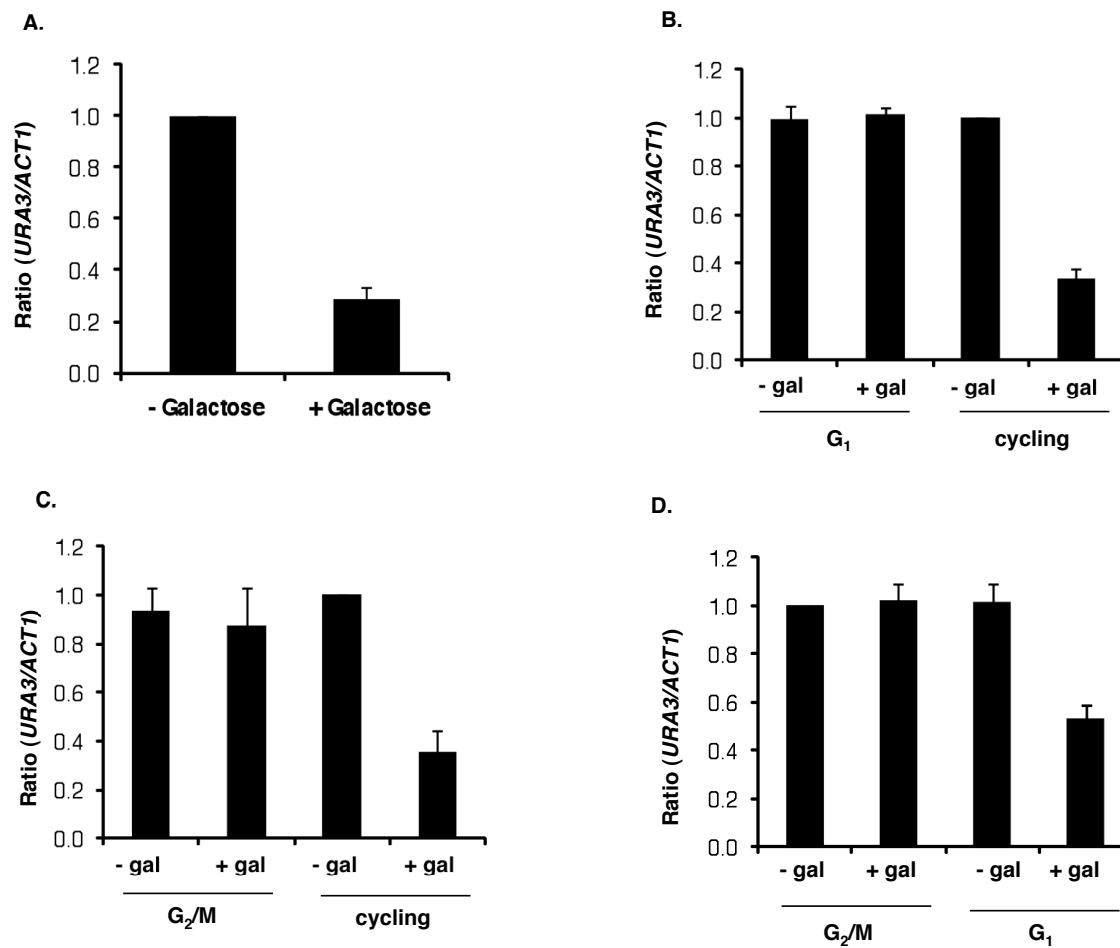 A.
Ratio (URA3/ACT1)
1.2
1.0
0.8
0.6
0.4
0.2
0.0
- Galactose + Galactose
B.
Ratio (URA3/ACT1)
1.2
1.0
0.8
0.6
0.4
0.2
0.0
- gal + gal - gal + gal
G₁ cycling
C.
Ratio (URA3/ACT1)
1.2
1.0
0.8
0.6
0.4
0.2
0.0
- gal + gal - gal + gal
G₂/M cycling
D.
Ratio (URA3/ACT1)
1.2
1.0
0.8
0.6
0.4
0.2
0.0
- gal + gal - gal + gal
G₂/M G₁